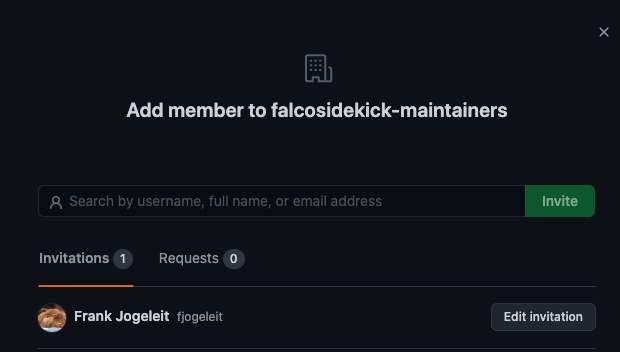 Add member to falcosidekick-maintainers
Search by username, full name, or email address
Invite
Invitations 1
Requests 0
Frank Jogeleit fjogeleit
Edit invitation